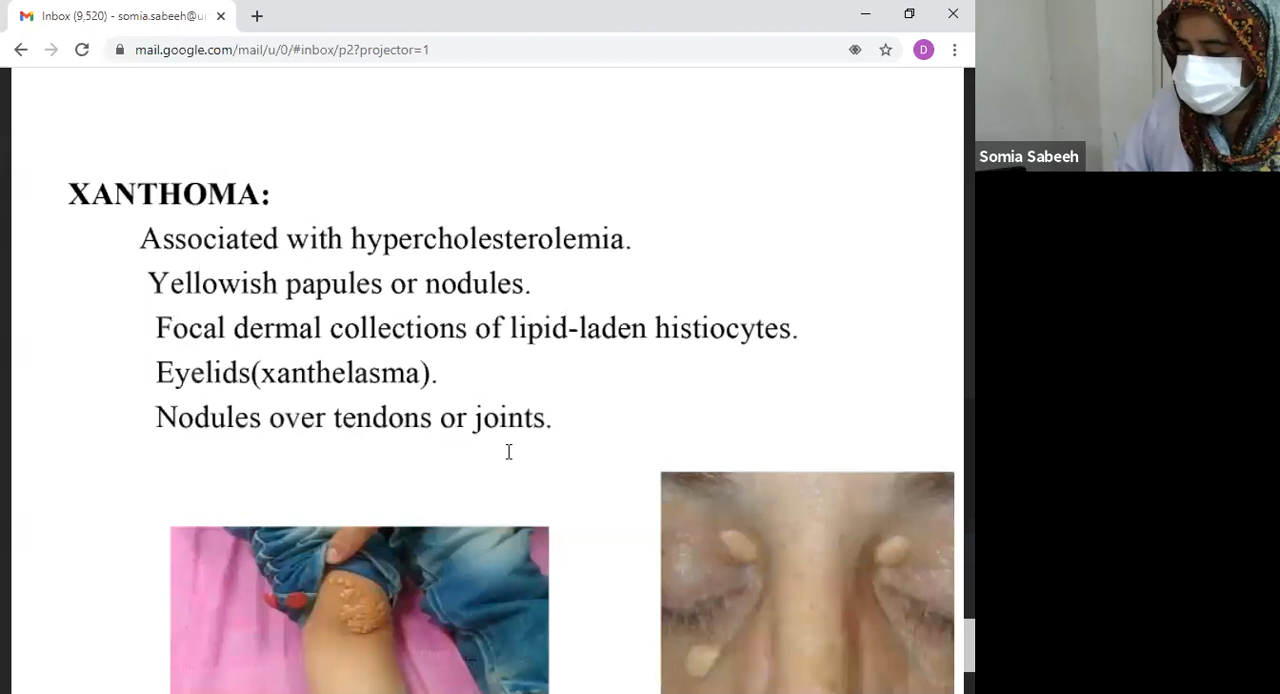 Inbox (9,520) - somia.sabeeh@u
mail.google.com/mail/u/0/#inbox/p2?projector=1
D
Somia Sabeeh
XANTHOMA:
Associated with hypercholesterolemia.
Yellowish papules or nodules.
Focal dermal collections of lipid-laden histiocytes.
Eyelids(xanthelasma).
Nodules over tendons or joints.